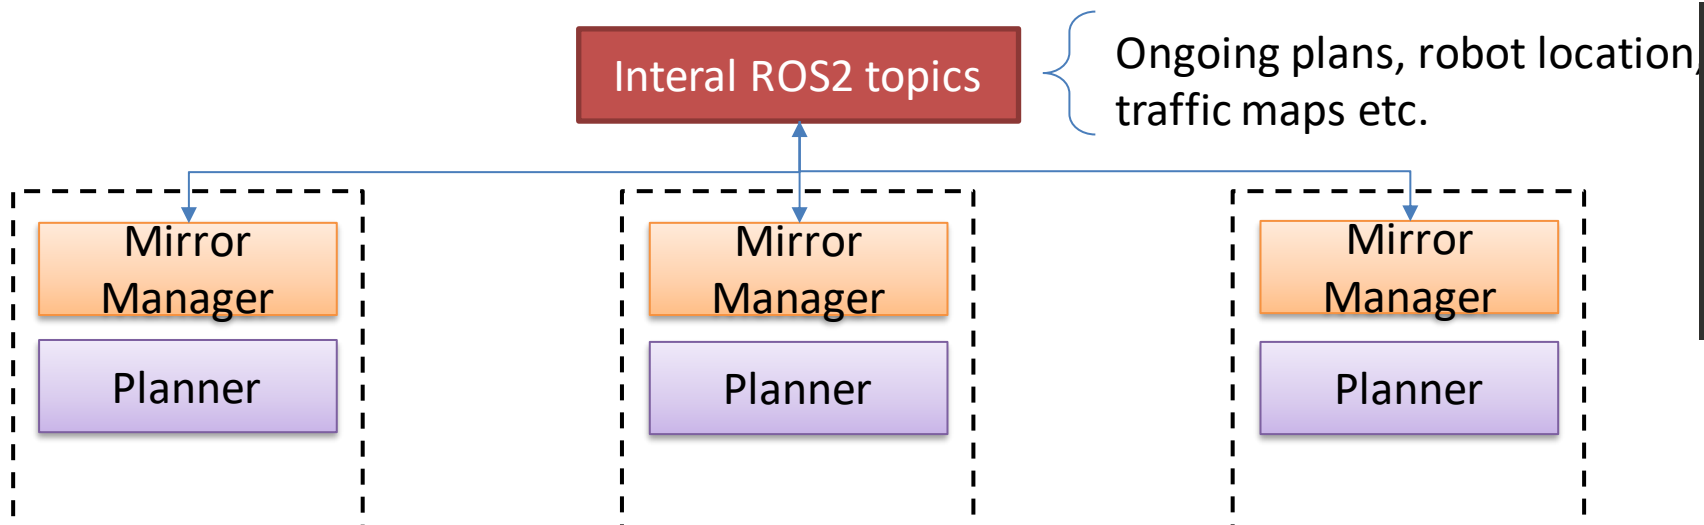 Interal ROS2 topics
Ongoing plans, robot location,
traffic maps etc.
Mirror
Manager
Mirror
Manager
Mirror
Manager
Planner
Planner
Planner